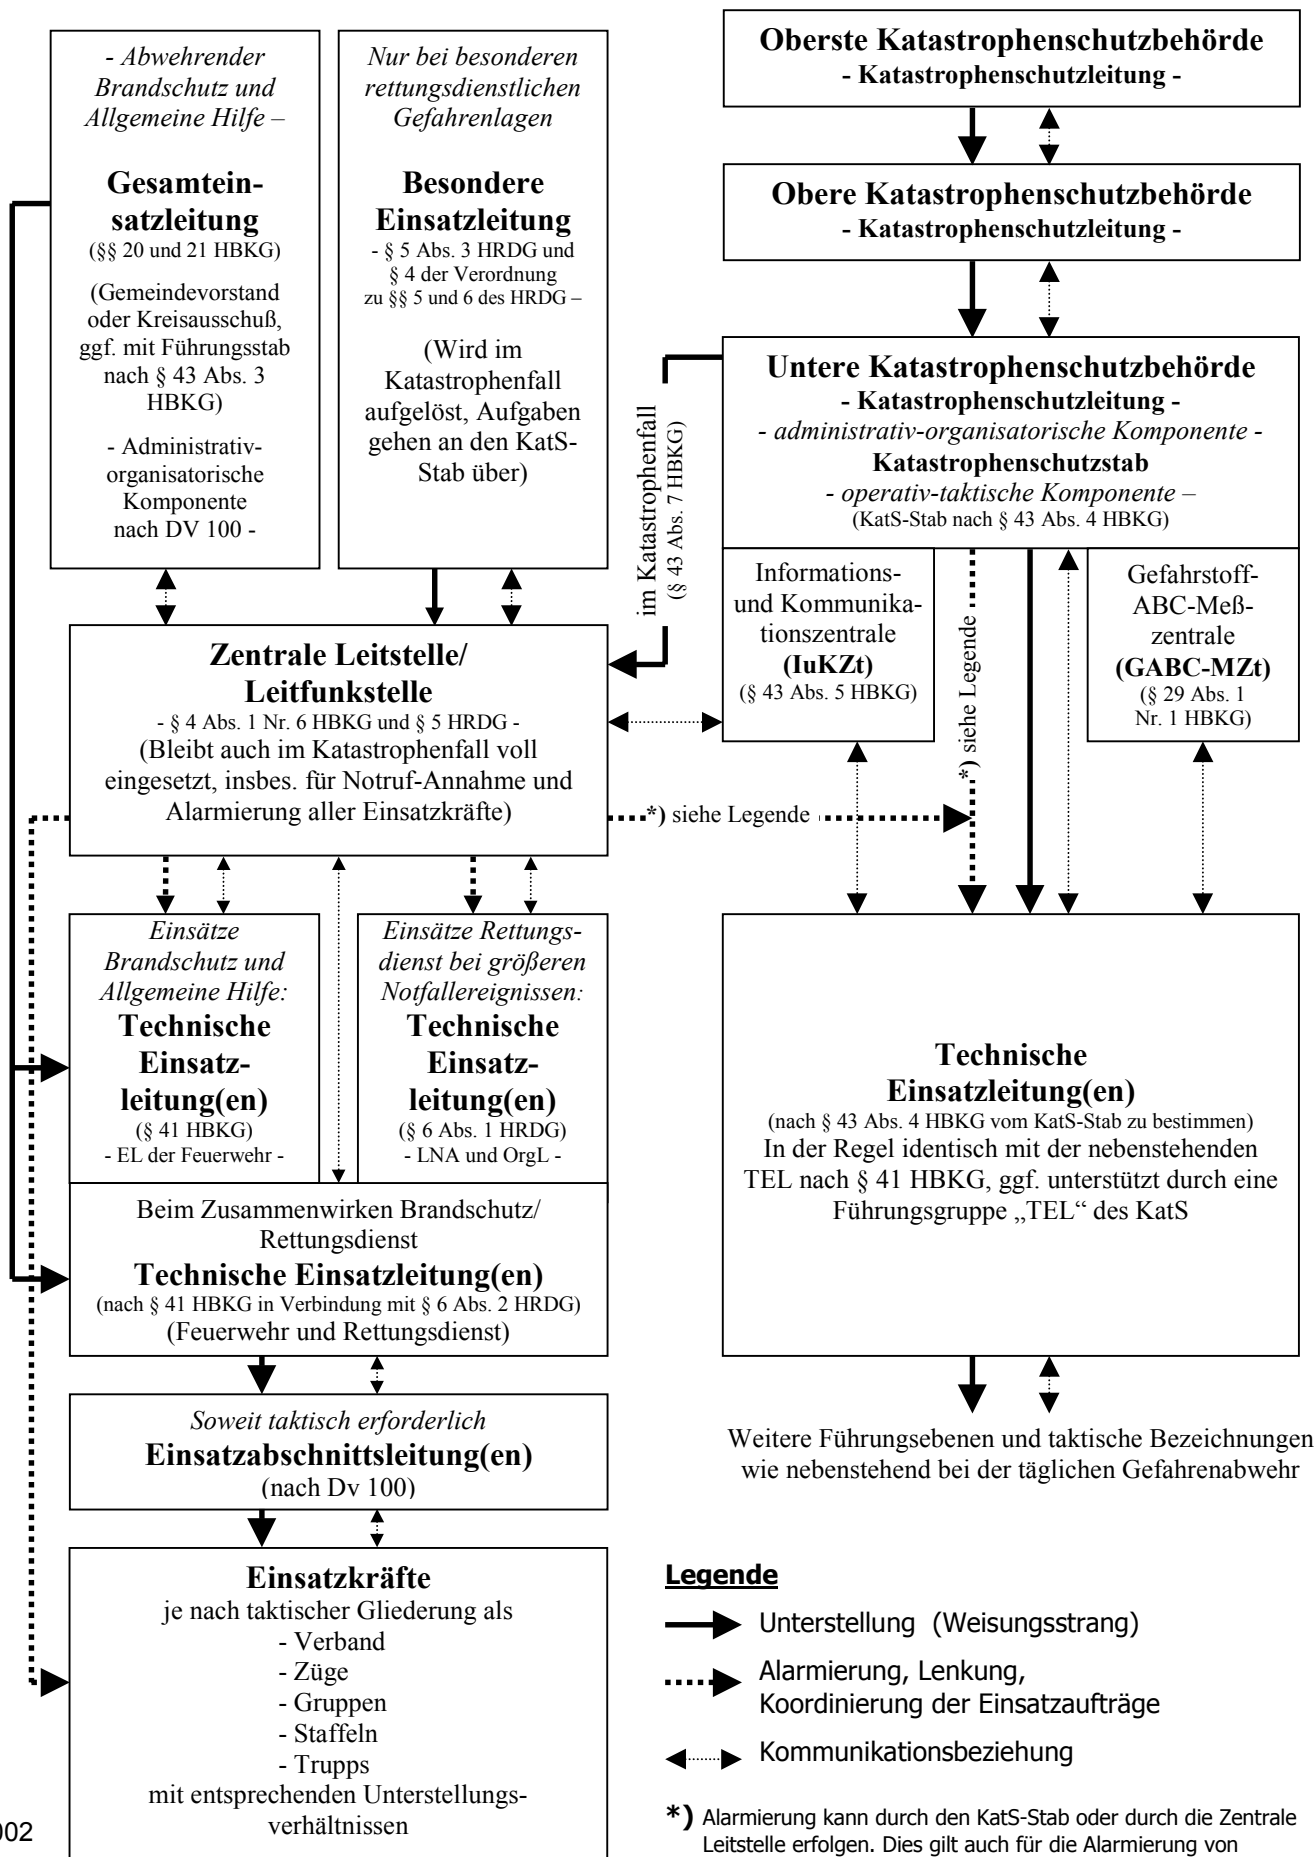 - Abwehrender
Brandschutz und
Allgemeine Hilfe –
Gesamtein-
satzleitung
(§§ 20 und 21 HBKG)
(Gemeindevorstand
oder Kreisausschuß,
ggf. mit Führungsstab
nach § 43 Abs. 3
HBKG)
- Administrativ-
organisatorische
Komponente
nach DV 100 -
Nur bei besonderen
rettungsdienstlichen
Gefahrenlagen
Besondere
Einsatzleitung
- § 5 Abs. 3 HRDG und
§ 4 der Verordnung
zu §§ 5 und 6 des HRDG –
(Wird im
Katastrophenfall
aufgelöst, Aufgaben
gehen an den KatS-
Stab über)
Oberste Katastrophenschutzbehörde
- Katastrophenschutzleitung -
Obere Katastrophenschutzbehörde
- Katastrophenschutzleitung -
Untere Katastrophenschutzbehörde
- Katastrophenschutzleitung -
- administrativ-organisatorische Komponente -
Katastrophenschutzstab
- operativ-taktische Komponente –
(KatS-Stab nach § 43 Abs. 4 HBKG)
im Katastrophenfall
(§ 43 Abs. 7 HBKG)
Informations-
und Kommunika-
tionszentrale
(IuKZt)
(§ 43 Abs. 5 HBKG)
*) siehe Legende
Gefahrstoff-
ABC-Meß-
zentrale
(GABC-MZt)
(§ 29 Abs. 1
Nr. 1 HBKG)
Zentrale Leitstelle/
Leitfunkstelle
- § 4 Abs. 1 Nr. 6 HBKG und § 5 HRDG -
(Bleibt auch im Katastrophenfall voll
eingesetzt, insbes. für Notruf-Annahme und
Alarmierung aller Einsatzkräfte)
*) siehe Legende
Einsätze
Brandschutz und
Allgemeine Hilfe:
Technische
Einsatz-
leitung(en)
(§ 41 HBKG)
- EL der Feuerwehr -
Einsätze Rettungs-
dienst bei größeren
Notfallereignissen:
Technische
Einsatz-
leitung(en)
(§ 6 Abs. 1 HRDG)
- LNA und OrgL -
Beim Zusammenwirken Brandschutz/
Rettungsdienst
Technische Einsatzleitung(en)
(nach § 41 HBKG in Verbindung mit § 6 Abs. 2 HRDG)
(Feuerwehr und Rettungsdienst)
Technische
Einsatzleitung(en)
(nach § 43 Abs. 4 HBKG vom KatS-Stab zu bestimmen)
In der Regel identisch mit der nebenstehenden
TEL nach § 41 HBKG, ggf. unterstützt durch eine
Führungsgruppe „TEL“ des KatS
Soweit taktisch erforderlich
Einsatzabschnittsleitung(en)
(nach Dv 100)
Weitere Führungsebenen und taktische Bezeichnungen
wie nebenstehend bei der täglichen Gefahrenabwehr
Einsatzkräfte
je nach taktischer Gliederung als
- Verband
- Züge
- Gruppen
- Staffeln
- Trupps
mit entsprechenden Unterstellungs-
verhältnissen
Legende
Unterstellung (Weisungsstrang)
Alarmierung, Lenkung,
Koordinierung der Einsatzaufträge
Kommunikationsbeziehung
*) Alarmierung kann durch den KatS-Stab oder durch die Zentrale
Leitstelle erfolgen. Dies gilt auch für die Alarmierung von